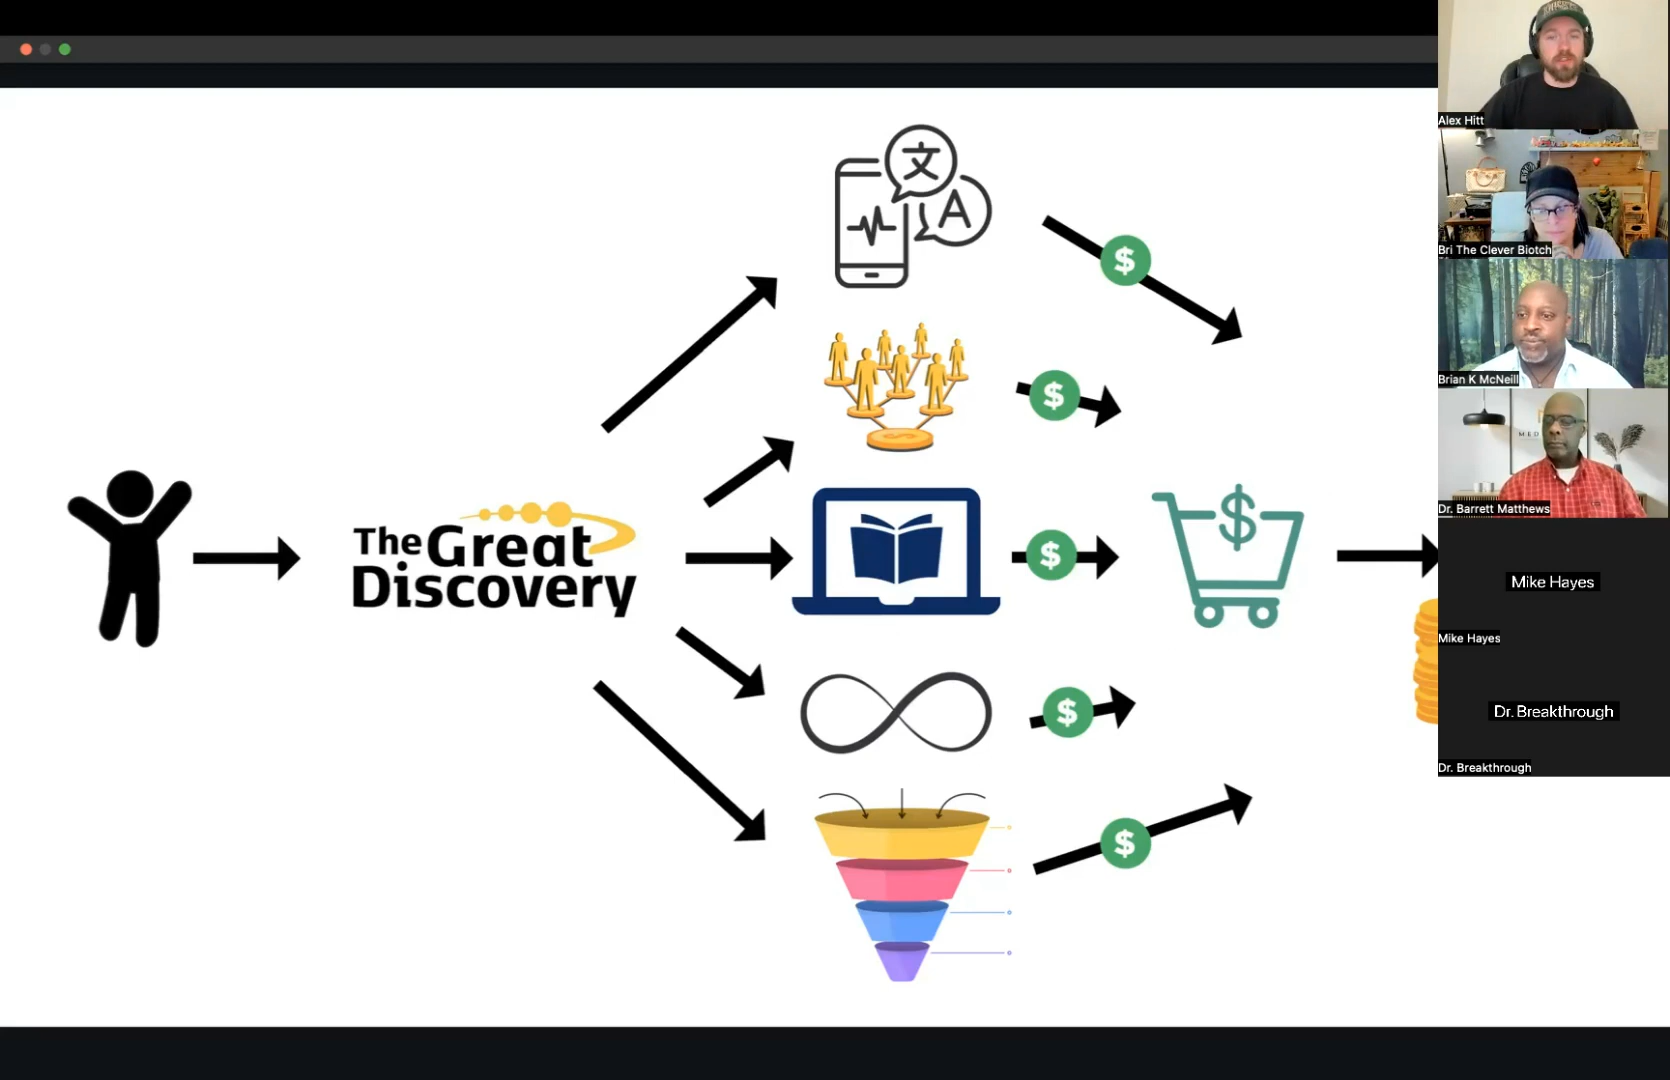 文
A
$
$
The Great
Discovery
$
$
$
$
Alex Hitt
Bri The Clever Biotch
Brian K McNeill
MED
Dr. Barrett Matthews
Mike Hayes
Mike Hayes
Dr. Breakthrough
Dr. Breakthrough